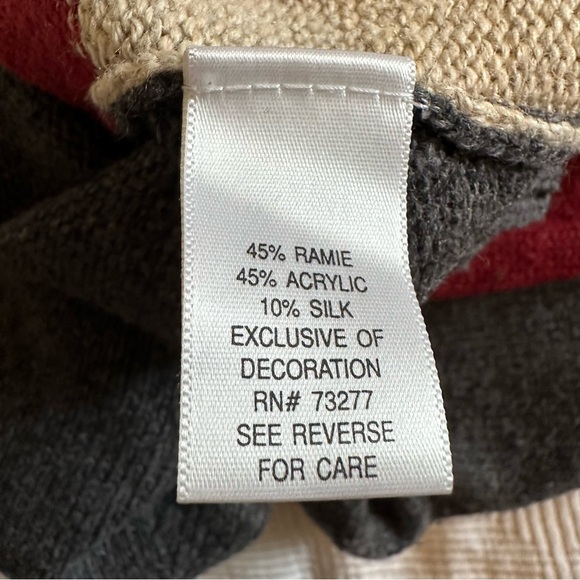 45% RAMIE
45% ACRYLIC
10% SILK
EXCLUSIVE OF
DECORATION
RN# 73277
SEE REVERSE
FOR CARE